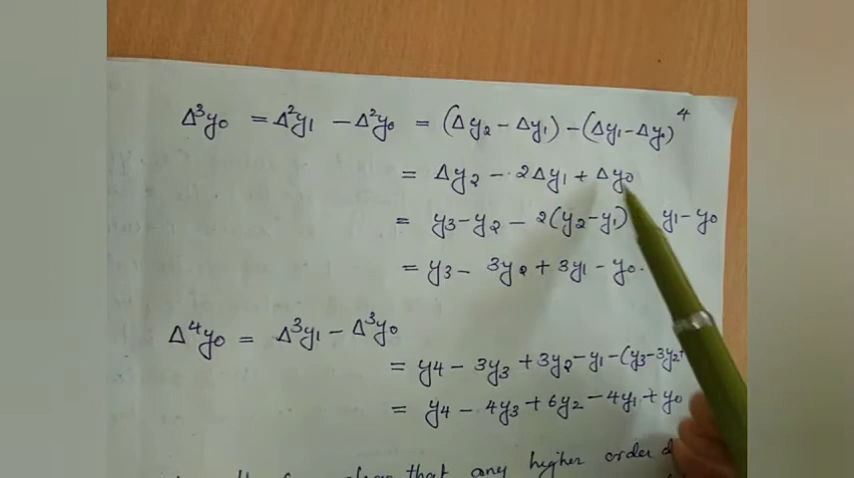 4
Δ³y₀ = Δ²y₁ − Δ²y₀ = (Δy₂ − Δy₁) − (Δy₁ − Δy₀)
= Δy₂ − 2Δy₁ + Δy₀
= y₃ − y₂ − 2(y₂ − y₁) y₁ − y₀
= y₃ − 3y₂ + 3y₁ − y₀.
Δ⁴y₀ = Δ³y₁ − Δ³y₀
= y₄ − 3y₃ + 3y₂ − y₁ − (y₃ − 3y₂ +
= y₄ − 4y₃ + 6y₂ − 4y₁ + y₀
that any higher order